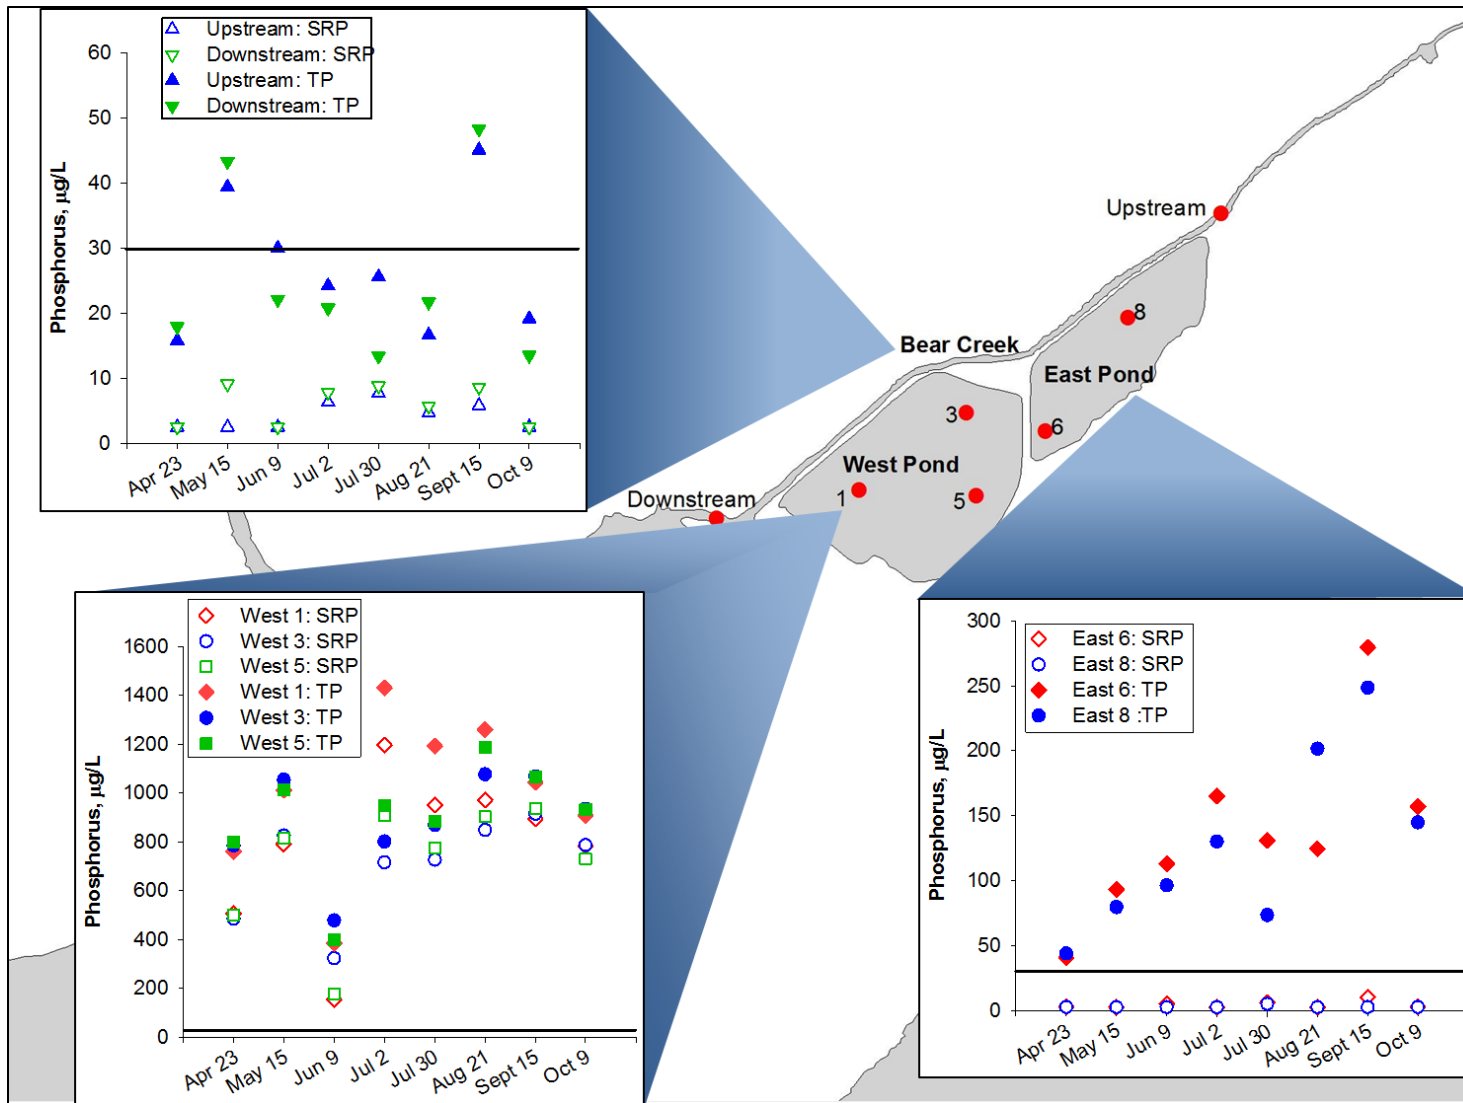 Upstream: SRP
Downstream: SRP
Upstream: TP
Downstream: TP
Phosphorus, µg/L
60
50
40
30
20
10
0
Apr 23
May 15
Jun 9
Jul 2
Jul 30
Aug 21
Sept 15
Oct 9
Upstream
8
Bear Creek
East Pond
3
6
West Pond
1
5
Downstream
West 1: SRP
West 3: SRP
West 5: SRP
West 1: TP
West 3: TP
West 5: TP
Phosphorus, µg/L
1600
1400
1200
1000
800
600
400
200
0
Apr 23
May 15
Jun 9
Jul 2
Jul 30
Aug 21
Sept 15
Oct 9
East 6: SRP
East 8: SRP
East 6: TP
East 8 :TP
Phosphorus, µg/L
300
250
200
150
100
50
0
Apr 23
May 15
Jun 9
Jul 2
Jul 30
Aug 21
Sept 15
Oct 9